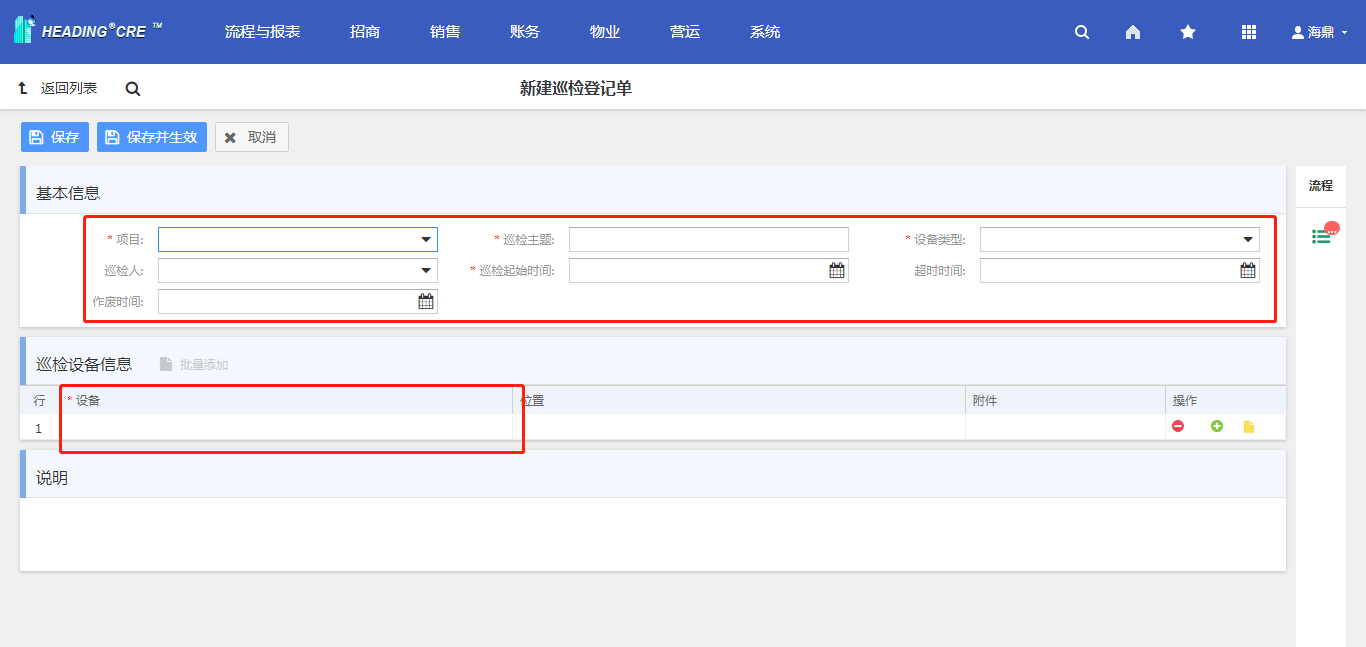 HEADING®CRE ™ 流程与报表 招商 销售 账务 物业 营运 系统 海鼎
返回列表 新建巡检登记单
保存 保存并生效 取消
基本信息 流程
* 项目: * 巡检主题: * 设备类型:
巡检人: * 巡检起始时间: 超时时间:
作废时间:
巡检设备信息 批量添加
行 * 设备 位置 附件 操作
1
说明